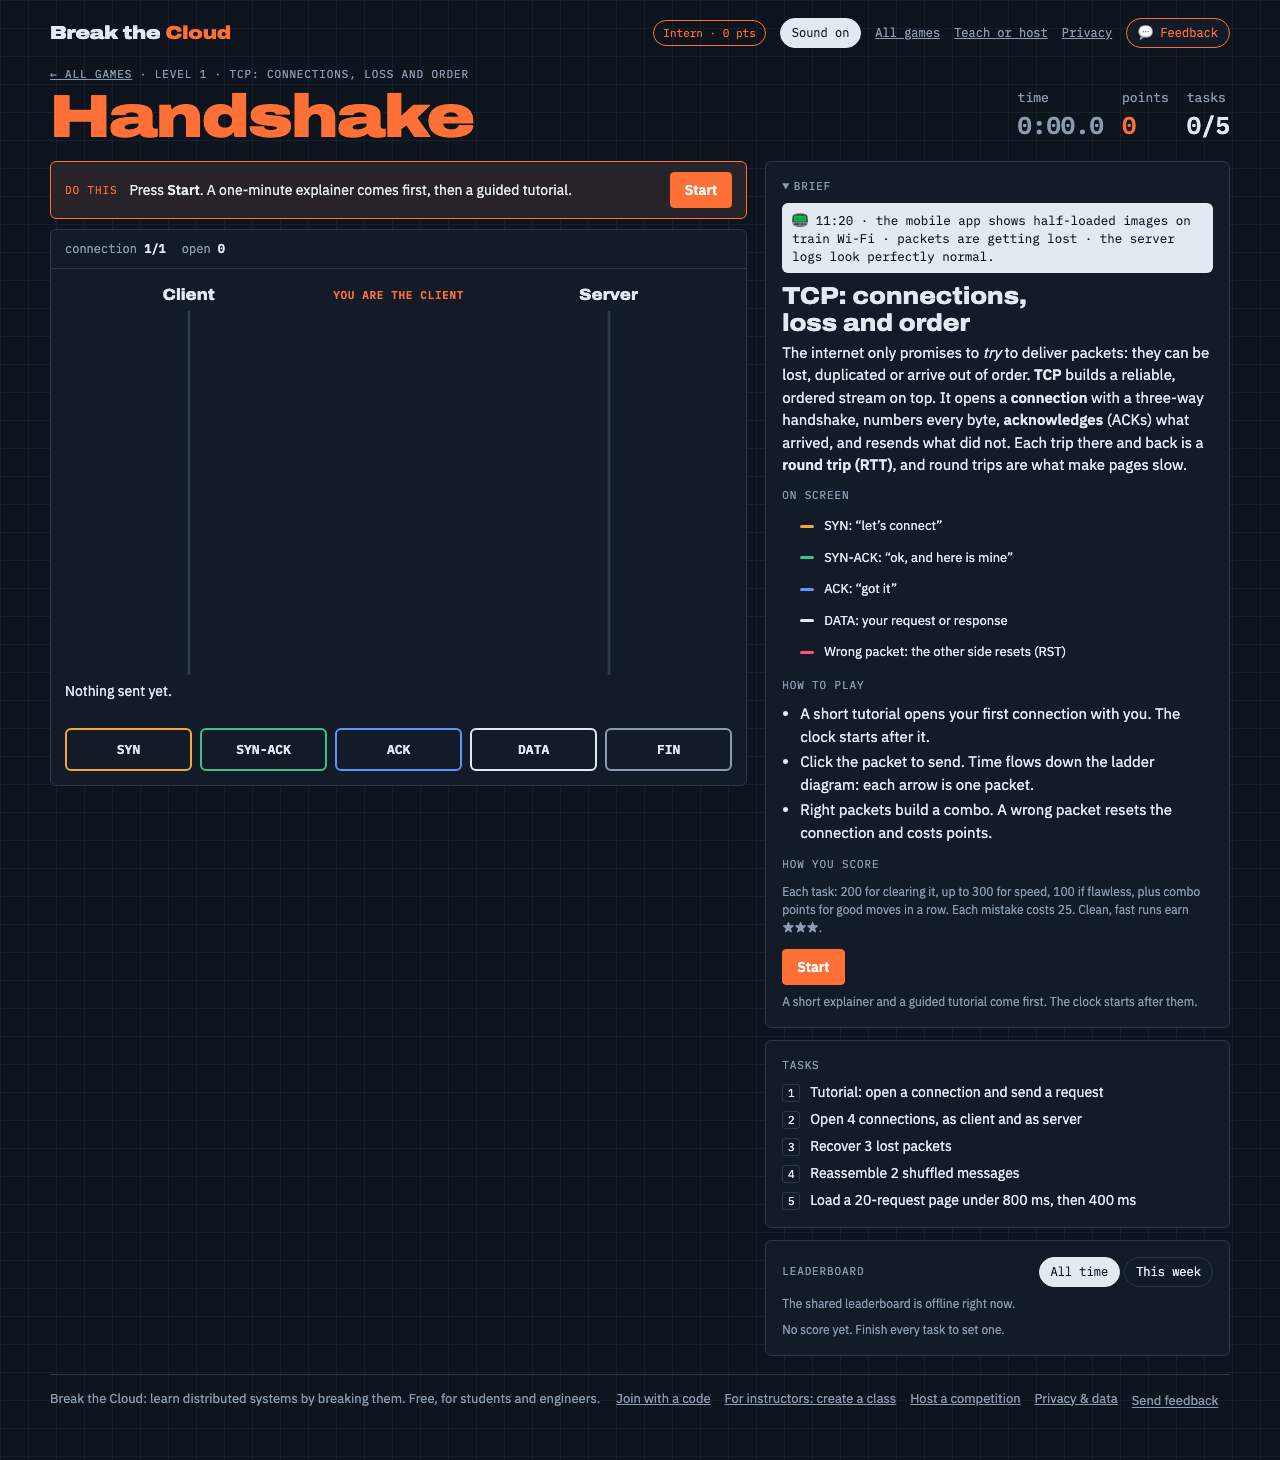 Break the Cloud
Intern · 0 pts
Sound on
All games
Teach or host
Privacy
💬 Feedback
← ALL GAMES · LEVEL 1 · TCP: CONNECTIONS, LOSS AND ORDER
Handshake
time
0:00.0
points
0
tasks
0/5
DO THIS Press Start. A one-minute explainer comes first, then a guided tutorial.
Start
connection 1/1 open 0
Client
YOU ARE THE CLIENT
Server
Nothing sent yet.
SYN
SYN-ACK
ACK
DATA
FIN
▼ BRIEF
📟 11:20 · the mobile app shows half-loaded images on
train Wi-Fi · packets are getting lost · the server
logs look perfectly normal.
TCP: connections,
loss and order
The internet only promises to try to deliver packets: they can be
lost, duplicated or arrive out of order. TCP builds a reliable,
ordered stream on top. It opens a connection with a three-way
handshake, numbers every byte, acknowledges (ACKs) what
arrived, and resends what did not. Each trip there and back is a
round trip (RTT), and round trips are what make pages slow.
ON SCREEN
SYN: “let’s connect”
SYN-ACK: “ok, and here is mine”
ACK: “got it”
DATA: your request or response
Wrong packet: the other side resets (RST)
HOW TO PLAY
• A short tutorial opens your first connection with you. The
clock starts after it.
• Click the packet to send. Time flows down the ladder
diagram: each arrow is one packet.
• Right packets build a combo. A wrong packet resets the
connection and costs points.
HOW YOU SCORE
Each task: 200 for clearing it, up to 300 for speed, 100 if flawless, plus combo
points for good moves in a row. Each mistake costs 25. Clean, fast runs earn
★★★.
Start
A short explainer and a guided tutorial come first. The clock starts after them.
TASKS
1 Tutorial: open a connection and send a request
2 Open 4 connections, as client and as server
3 Recover 3 lost packets
4 Reassemble 2 shuffled messages
5 Load a 20-request page under 800 ms, then 400 ms
LEADERBOARD
All time
This week
The shared leaderboard is offline right now.
No score yet. Finish every task to set one.
Break the Cloud: learn distributed systems by breaking them. Free, for students and engineers.
Join with a code
For instructors: create a class
Host a competition
Privacy & data
Send feedback